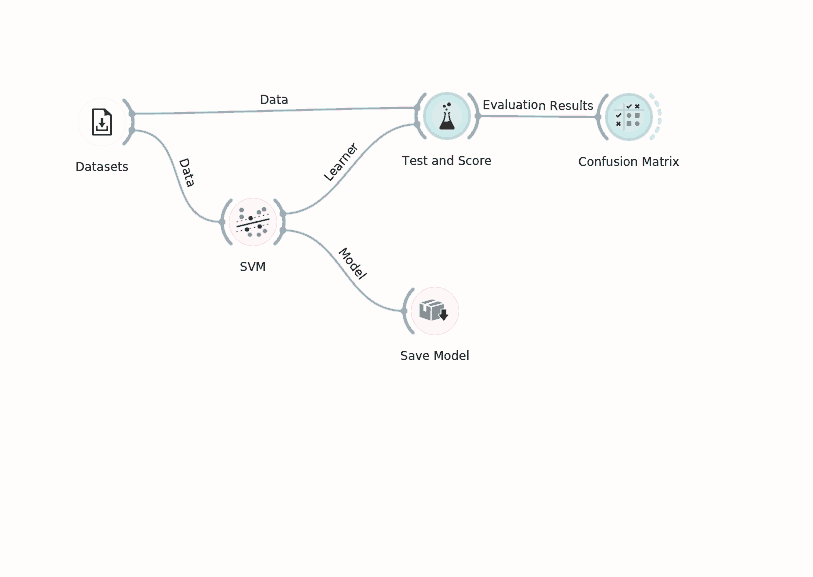 Data
Evaluation Results
Datasets
Test and Score
Confusion Matrix
Data
Learner
SVM
Model
Save Model